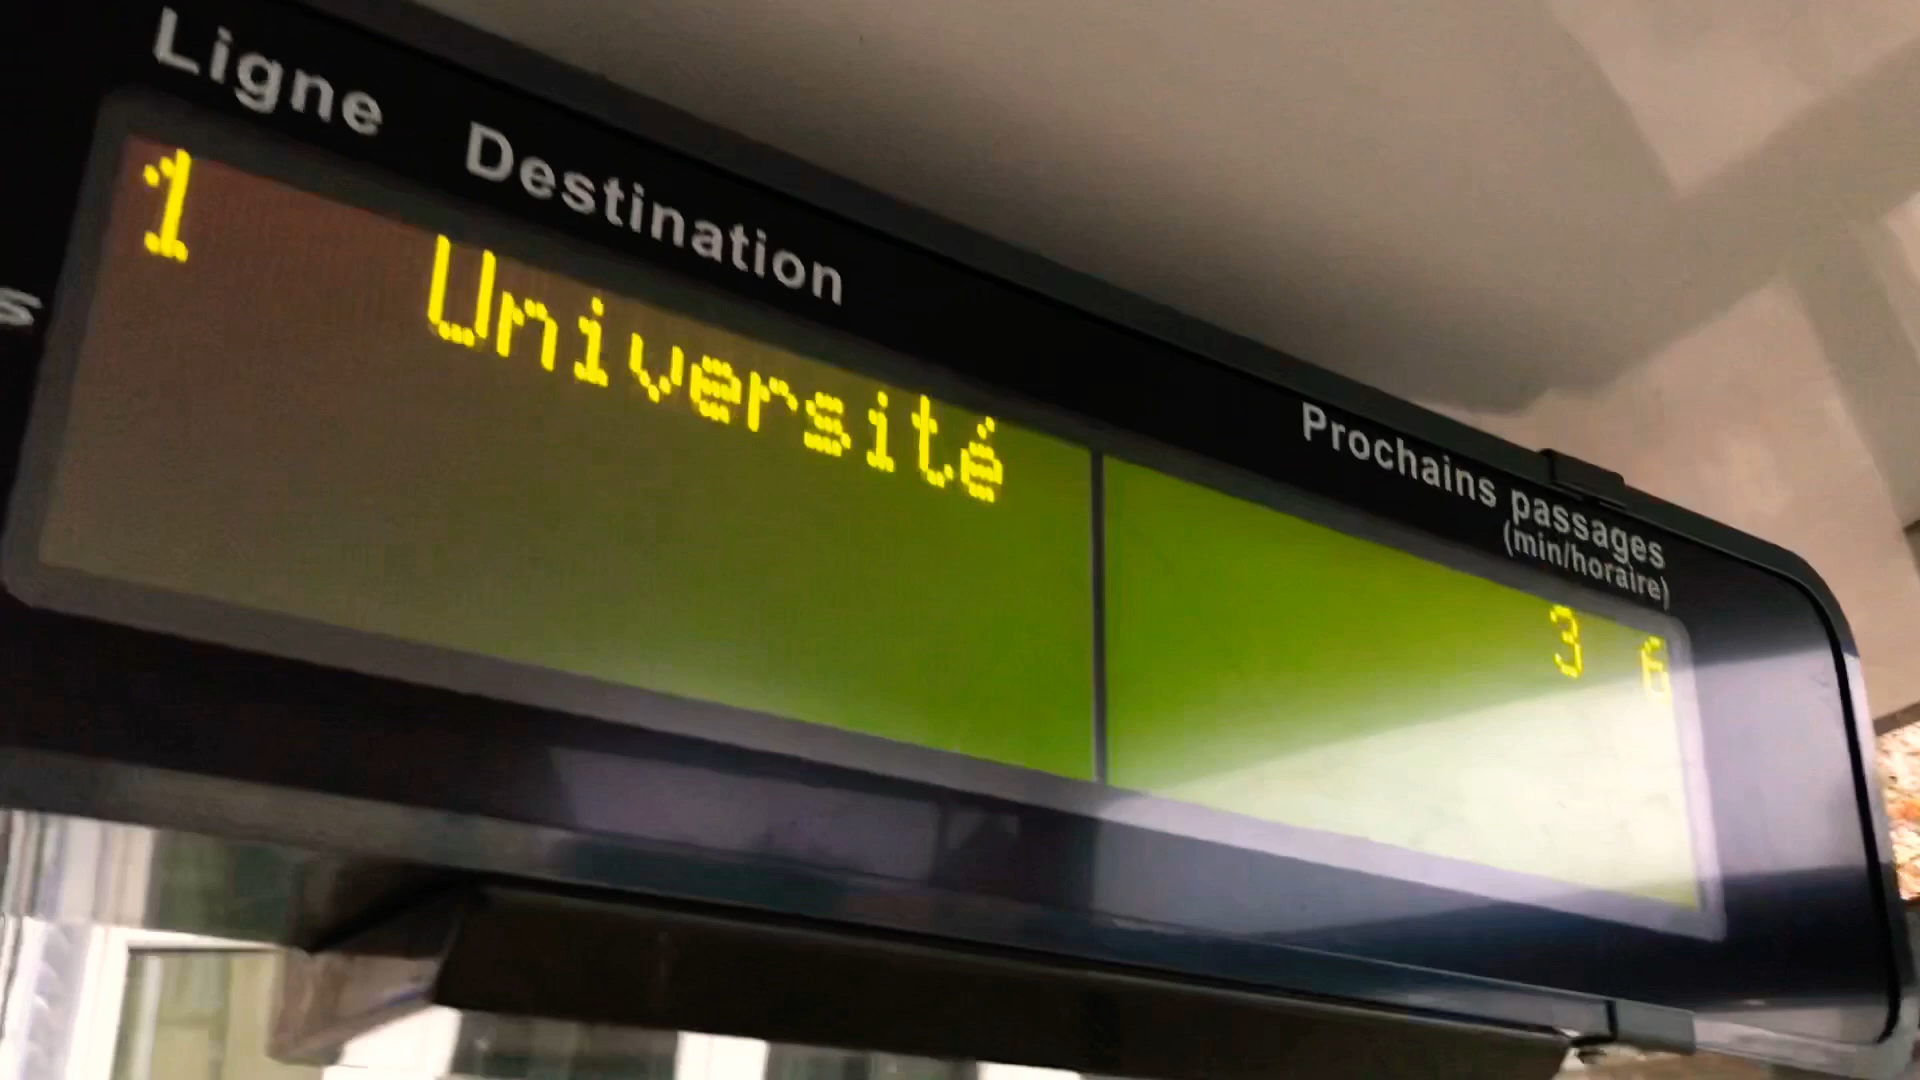 Ligne Destination Prochains passages
(min/horaire)
1 Université 3 6